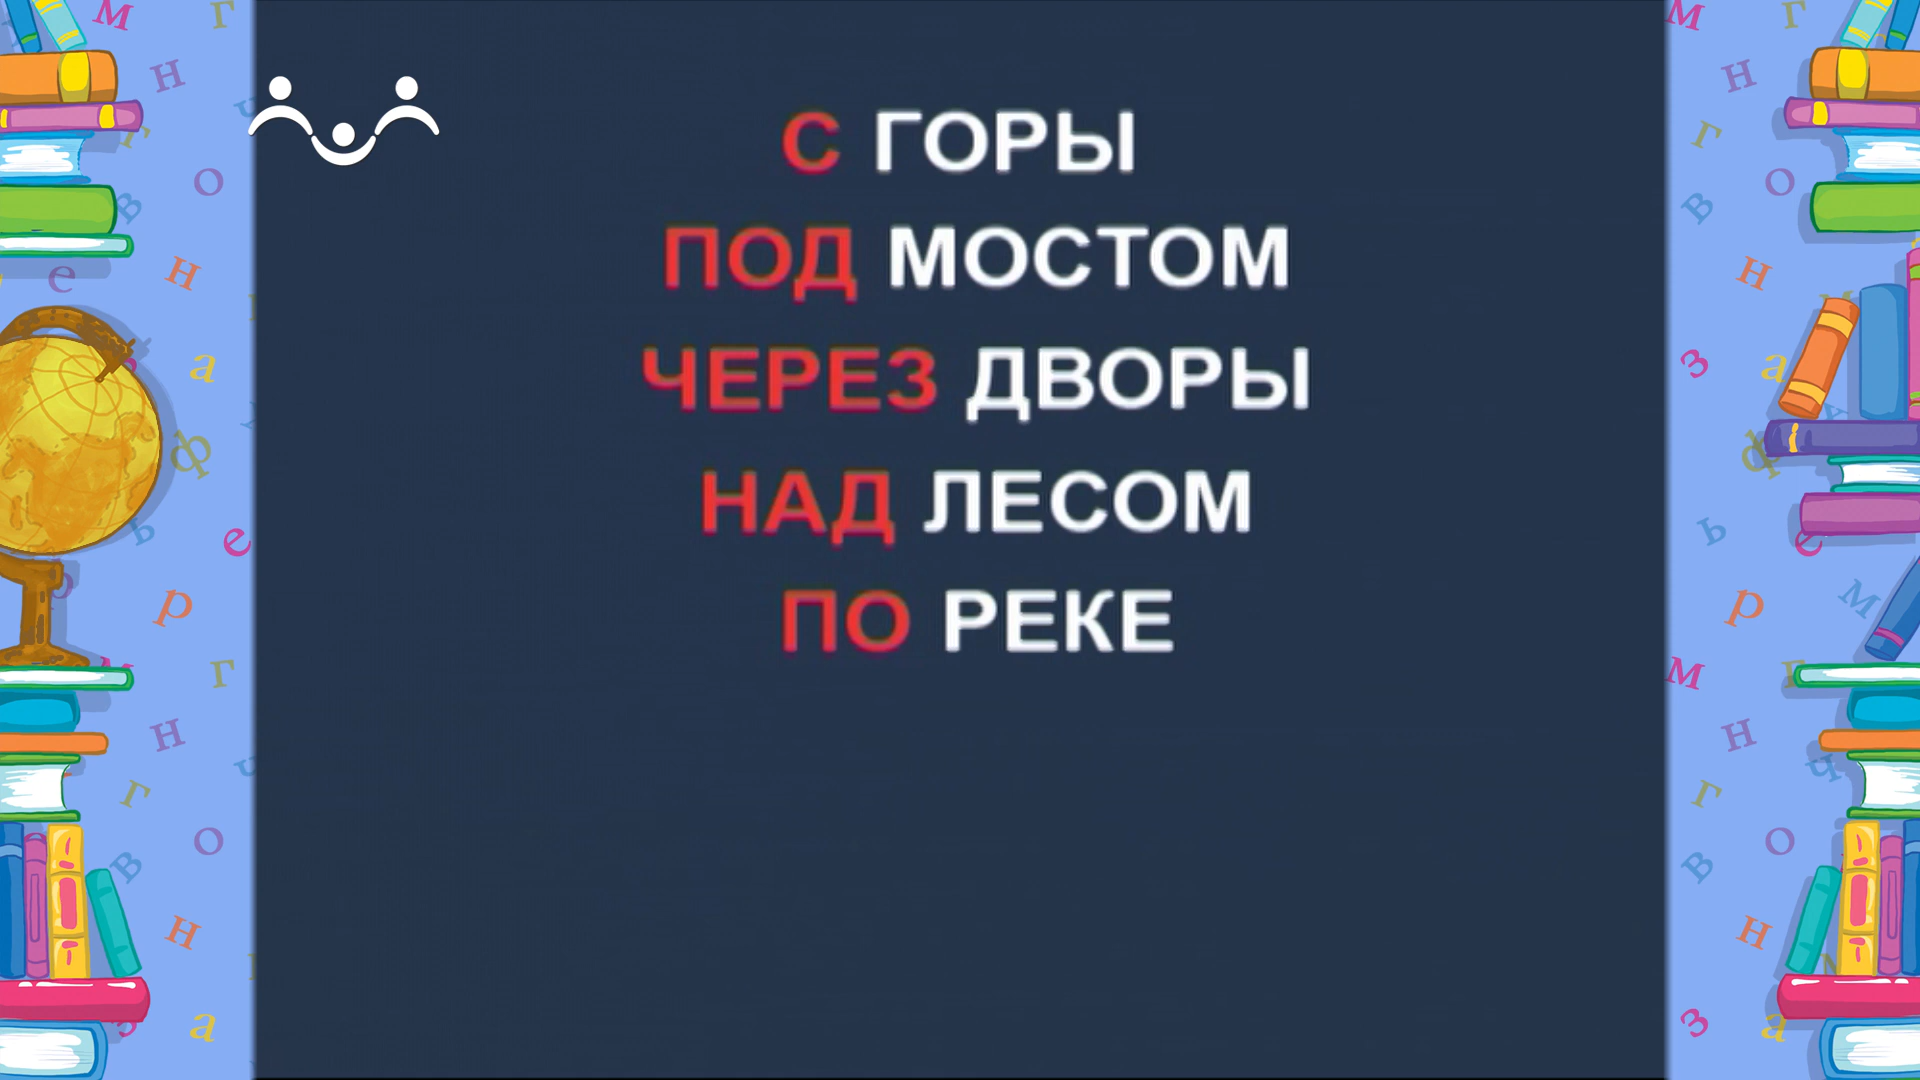 С ГОРЫ
ПОД МОСТОМ
ЧЕРЕЗ ДВОРЫ
НАД ЛЕСОМ
ПО РЕКЕ